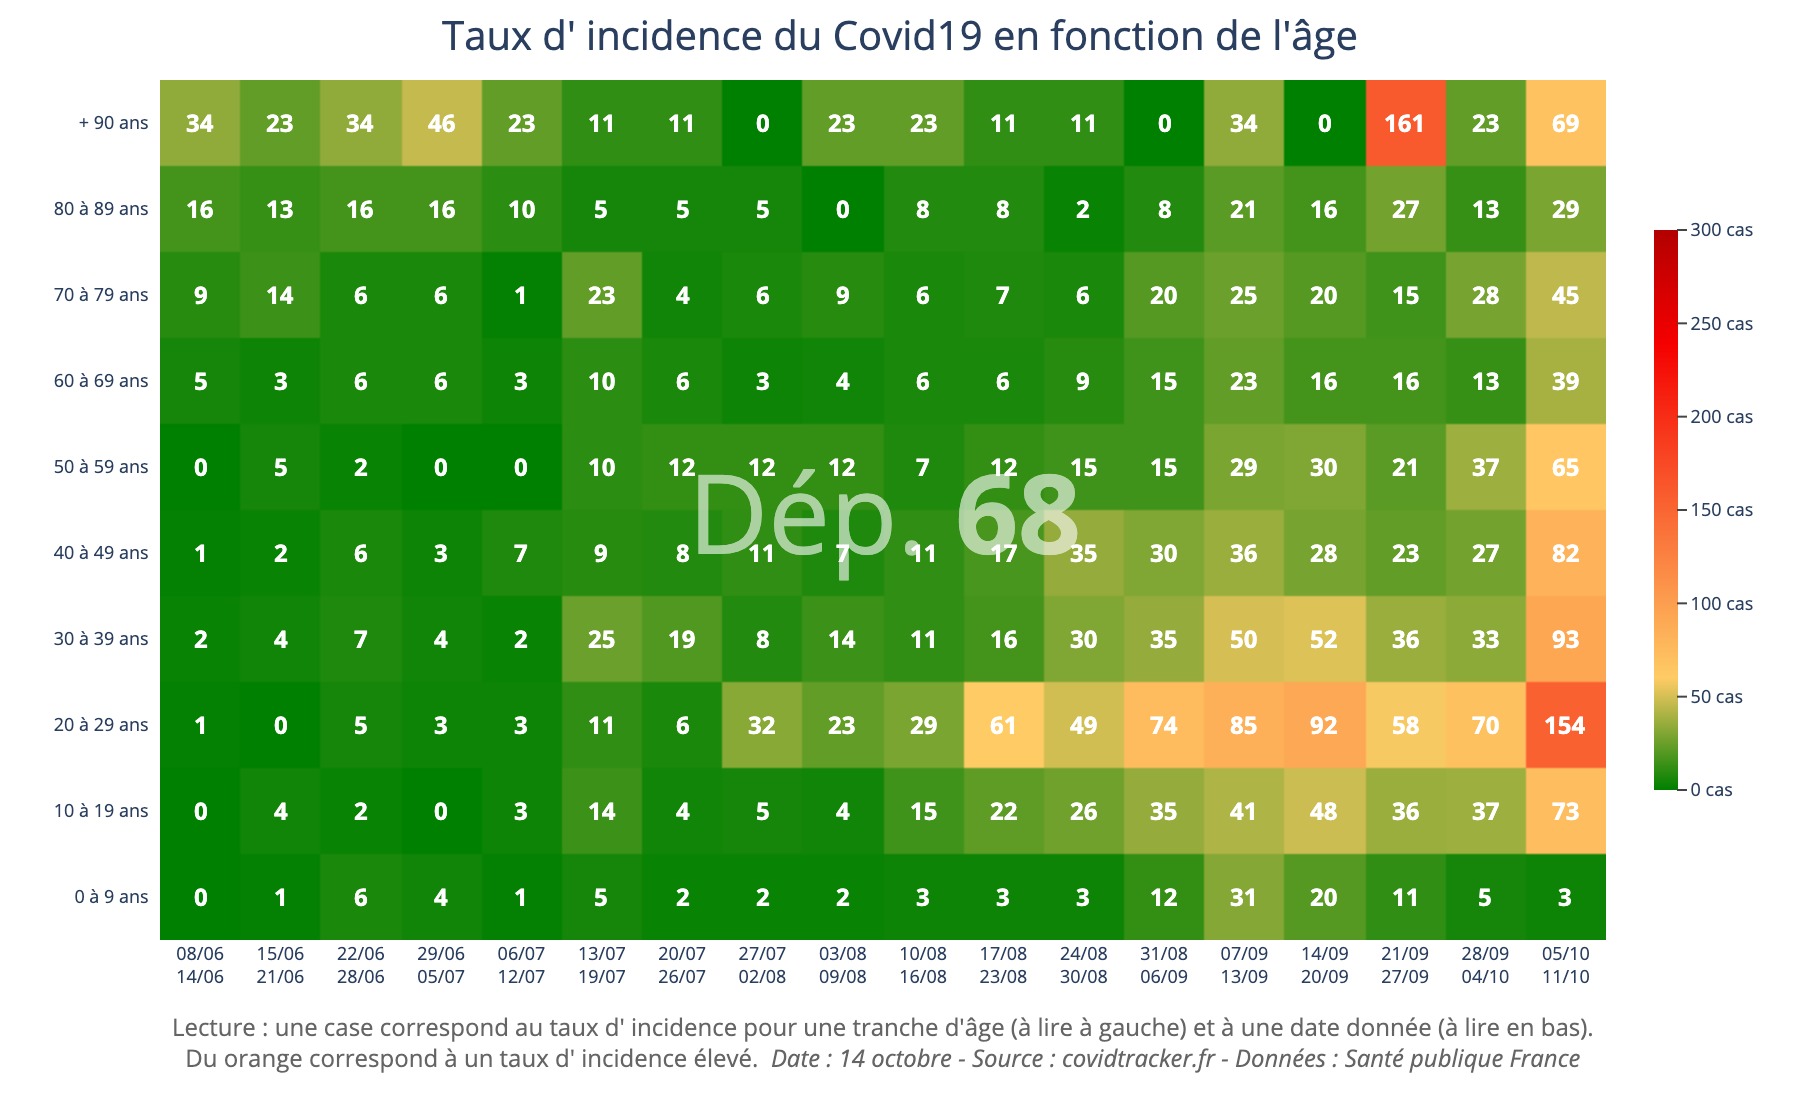 Taux d' incidence du Covid19 en fonction de l'âge
+ 90 ans 34 23 34 46 23 11 11 0 23 23 11 11 0 34 0 161 23 69
80 à 89 ans 16 13 16 16 10 5 5 5 0 8 8 2 8 21 16 27 13 29
70 à 79 ans 9 14 6 6 1 23 4 6 9 6 7 6 20 25 20 15 28 45
60 à 69 ans 5 3 6 6 3 10 6 3 4 6 6 9 15 23 16 16 13 39
50 à 59 ans 0 5 2 0 0 10 12 12 12 7 12 15 15 29 30 21 37 65
Dép. 68
40 à 49 ans 1 2 6 3 7 9 8 11 7 11 17 35 30 36 28 23 27 82
30 à 39 ans 2 4 7 4 2 25 19 8 14 11 16 30 35 50 52 36 33 93
20 à 29 ans 1 0 5 3 3 11 6 32 23 29 61 49 74 85 92 58 70 154
10 à 19 ans 0 4 2 0 3 14 4 5 4 15 22 26 35 41 48 36 37 73
0 à 9 ans 0 1 6 4 1 5 2 2 2 3 3 3 12 31 20 11 5 3
08/06 15/06 22/06 29/06 06/07 13/07 20/07 27/07 03/08 10/08 17/08 24/08 31/08 07/09 14/09 21/09 28/09 05/10
14/06 21/06 28/06 05/07 12/07 19/07 26/07 02/08 09/08 16/08 23/08 30/08 06/09 13/09 20/09 27/09 04/10 11/10
300 cas
250 cas
200 cas
150 cas
100 cas
50 cas
0 cas
Lecture : une case correspond au taux d' incidence pour une tranche d'âge (à lire à gauche) et à une date donnée (à lire en bas).
Du orange correspond à un taux d' incidence élevé. Date : 14 octobre - Source : covidtracker.fr - Données : Santé publique France